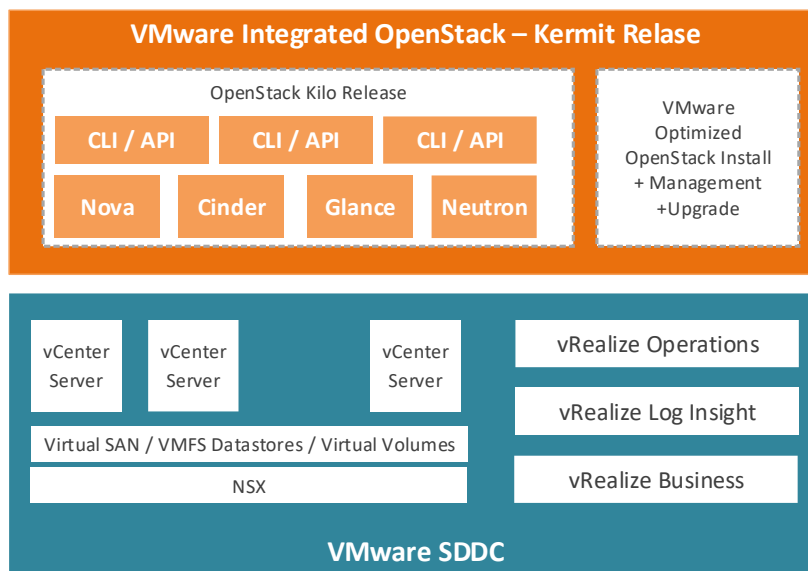 VMware Integrated OpenStack – Kermit Relase
OpenStack Kilo Release
CLI / API
CLI / API
CLI / API
Nova
Cinder
Glance
Neutron
VMware
Optimized
OpenStack Install
+ Management
+Upgrade
vCenter
Server
vCenter
Server
vCenter
Server
Virtual SAN / VMFS Datastores / Virtual Volumes
NSX
vRealize Operations
vRealize Log Insight
vRealize Business
VMware SDDC